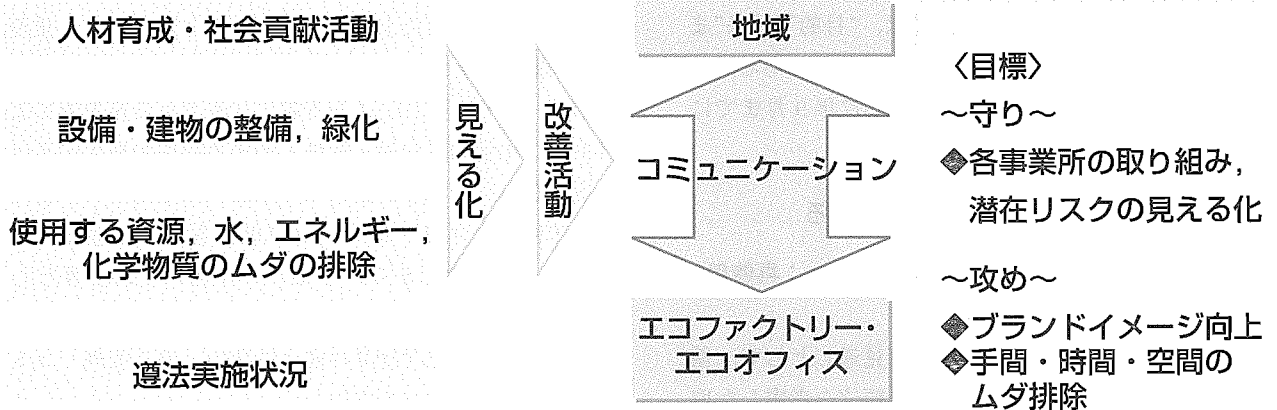 人材育成・社会貢献活動
設備・建物の整備，緑化
使用する資源，水，エネルギー，
化学物質のムダの排除
遵法実施状況
見える化
改善活動
地域
コミュニケーション
エコファクトリー・
エコオフィス
〈目標〉
～守り～
◆各事業所の取り組み，
潜在リスクの見える化
～攻め～
◆ブランドイメージ向上
◆手間・時間・空間の
ムダ排除